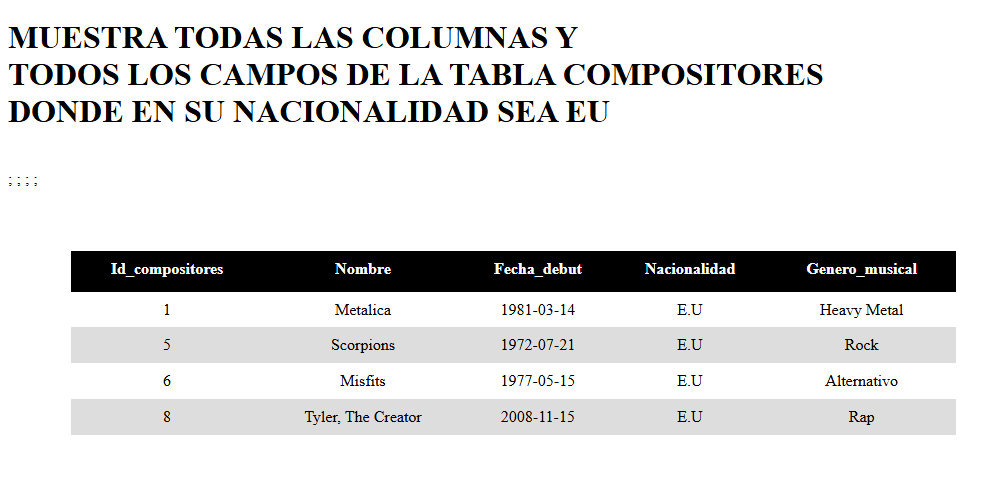 MUESTRA TODAS LAS COLUMNAS Y
TODOS LOS CAMPOS DE LA TABLA COMPOSITORES
DONDE EN SU NACIONALIDAD SEA EU
; ; ; ;
Id_compositores Nombre Fecha_debut Nacionalidad Genero_musical
1 Metalica 1981-03-14 E.U Heavy Metal
5 Scorpions 1972-07-21 E.U Rock
6 Misfits 1977-05-15 E.U Alternativo
8 Tyler, The Creator 2008-11-15 E.U Rap